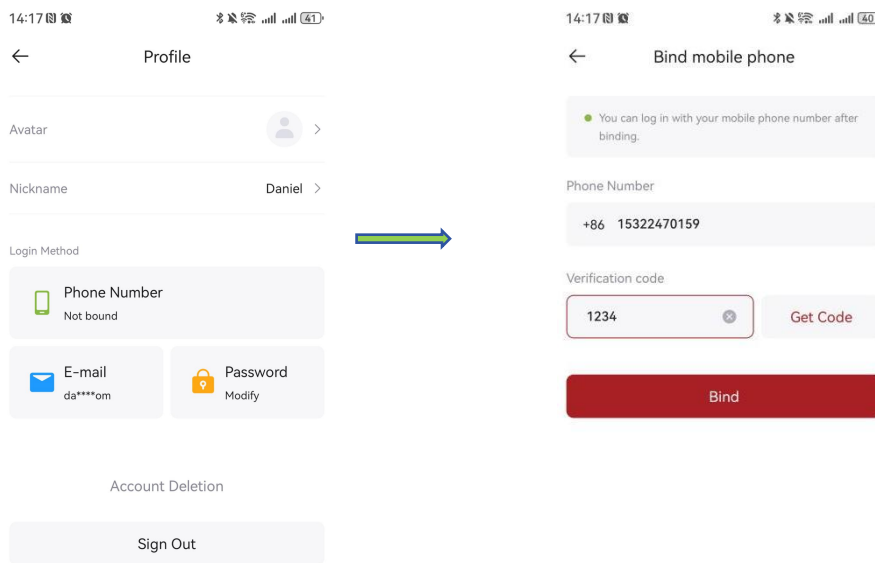 14:17
41
Profile
Avatar
Nickname
Daniel
Login Method
Phone Number
Not bound
E-mail
da****om
Password
Modify
Account Deletion
Sign Out
14:17
40
Bind mobile phone
You can log in with your mobile phone number after
binding.
Phone Number
+86 15322470159
Verification code
1234
Get Code
Bind